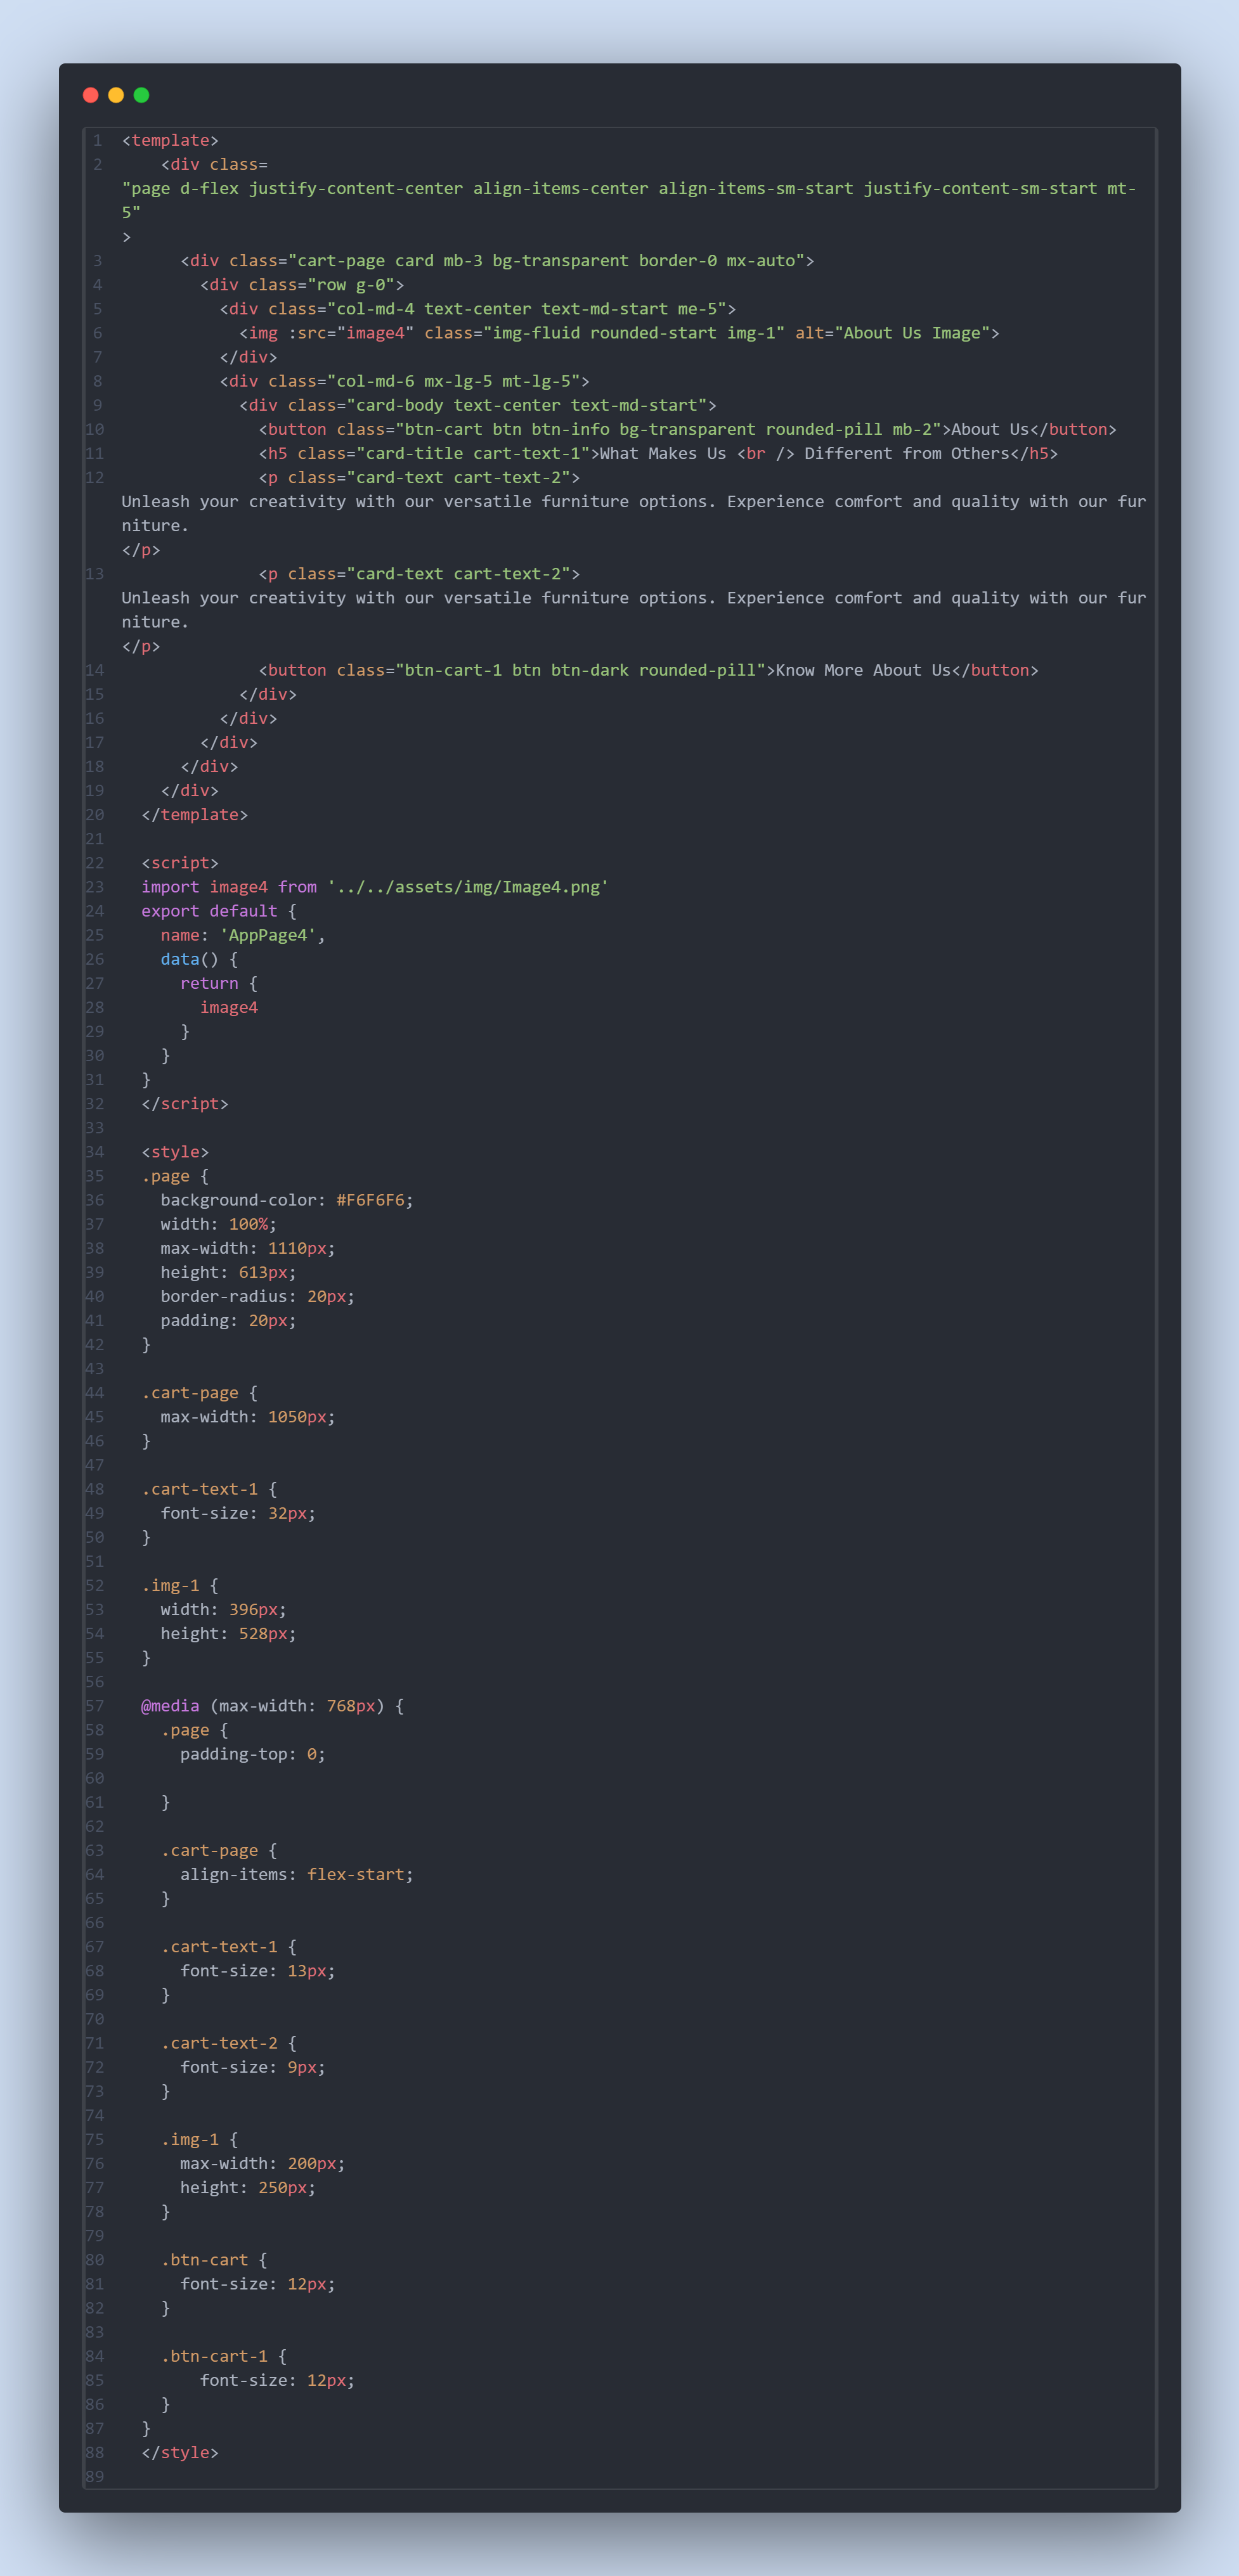 1 <template>
2     <div class=
"page d-flex justify-content-center align-items-center align-items-sm-start justify-content-sm-start mt-
5"
>
3       <div class="cart-page card mb-3 bg-transparent border-0 mx-auto">
4         <div class="row g-0">
5           <div class="col-md-4 text-center text-md-start me-5">
6             <img :src="image4" class="img-fluid rounded-start img-1" alt="About Us Image">
7           </div>
8           <div class="col-md-6 mx-lg-5 mt-lg-5">
9             <div class="card-body text-center text-md-start">
10               <button class="btn-cart btn btn-info bg-transparent rounded-pill mb-2">About Us</button>
11               <h5 class="card-title cart-text-1">What Makes Us <br /> Different from Others</h5>
12               <p class="card-text cart-text-2">
Unleash your creativity with our versatile furniture options. Experience comfort and quality with our fur
niture.
</p>
13               <p class="card-text cart-text-2">
Unleash your creativity with our versatile furniture options. Experience comfort and quality with our fur
niture.
</p>
14               <button class="btn-cart-1 btn btn-dark rounded-pill">Know More About Us</button>
15             </div>
16           </div>
17         </div>
18       </div>
19     </div>
20   </template>
21
22   <script>
23   import image4 from '../../assets/img/Image4.png'
24   export default {
25     name: 'AppPage4',
26     data() {
27       return {
28         image4
29       }
30     }
31   }
32   </script>
33
34   <style>
35   .page {
36     background-color: #F6F6F6;
37     width: 100%;
38     max-width: 1110px;
39     height: 613px;
40     border-radius: 20px;
41     padding: 20px;
42   }
43
44   .cart-page {
45     max-width: 1050px;
46   }
47
48   .cart-text-1 {
49     font-size: 32px;
50   }
51
52   .img-1 {
53     width: 396px;
54     height: 528px;
55   }
56
57   @media (max-width: 768px) {
58     .page {
59       padding-top: 0;
60
61     }
62
63     .cart-page {
64       align-items: flex-start;
65     }
66
67     .cart-text-1 {
68       font-size: 13px;
69     }
70
71     .cart-text-2 {
72       font-size: 9px;
73     }
74
75     .img-1 {
76       max-width: 200px;
77       height: 250px;
78     }
79
80     .btn-cart {
81       font-size: 12px;
82     }
83
84     .btn-cart-1 {
85         font-size: 12px;
86     }
87   }
88   </style>
89